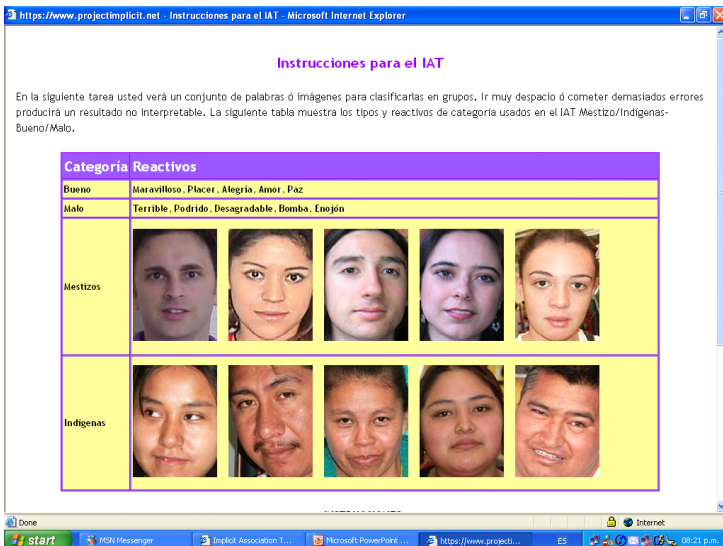 https://www.projectimplicit.net - Instrucciones para el IAT - Microsoft Internet Explorer
Instrucciones para el IAT
En la siguiente tarea usted verá un conjunto de palabras ó imágenes para clasificarlas en grupos. Ir muy despacio ó cometer demasiados errores
producirá un resultado no interpretable. La siguiente tabla muestra los tipos y reactivos de categoría usados en el IAT Mestizo/Indígenas-
Bueno/Malo.
Categoría Reactivos
Bueno Maravilloso, Placer, Alegría, Amor, Paz
Malo Terrible, Podrido, Desagradable, Bomba, Enojón
Mestizos
Indígenas
Done Internet
start MSN Messenger Implicit Association T... Microsoft PowerPoint ... https://www.projecti... ES 08:21 p.m.